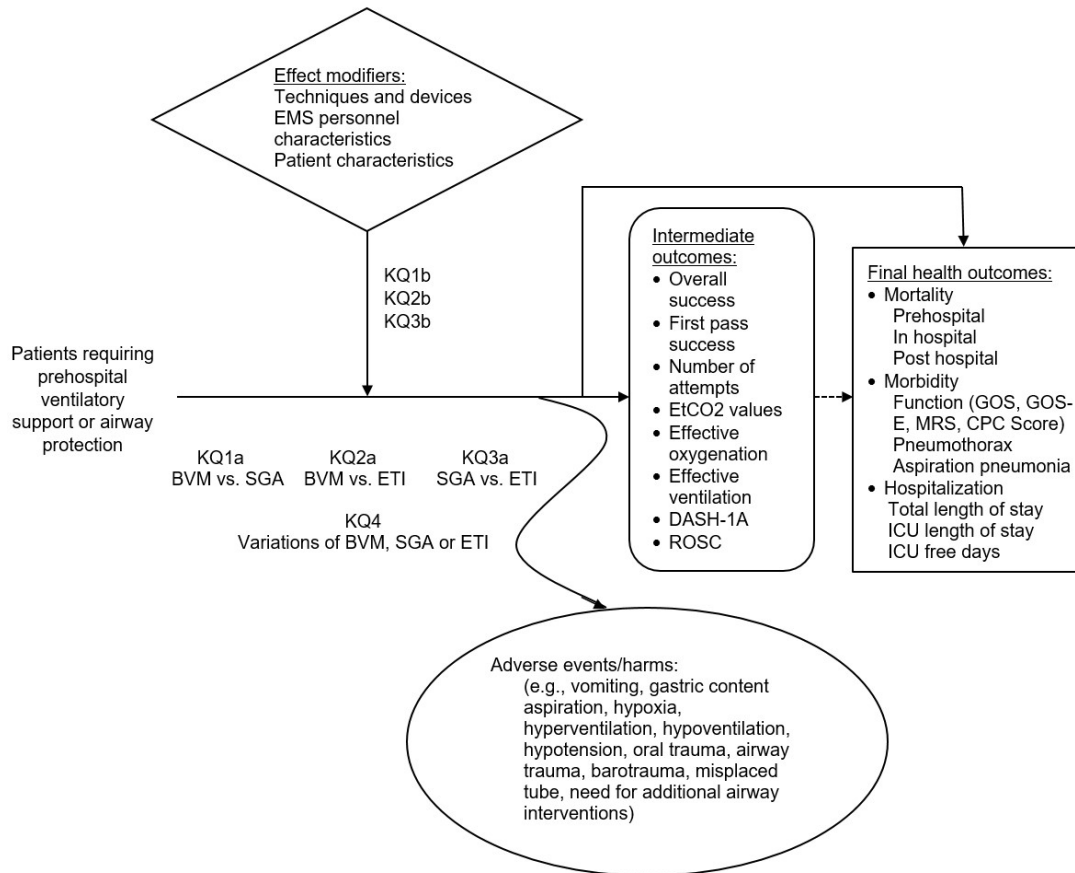 Effect modifiers:
Techniques and devices
EMS personnel
characteristics
Patient characteristics
KQ1b
KQ2b
KQ3b
Patients requiring
prehospital
ventilatory
support or airway
protection
KQ1a
BVM vs. SGA
KQ2a
BVM vs. ETI
KQ3a
SGA vs. ETI
KQ4
Variations of BVM, SGA or ETI
Intermediate
outcomes:
• Overall
success
• First pass
success
• Number of
attempts
• EtCO2 values
• Effective
oxygenation
• Effective
ventilation
• DASH-1A
• ROSC
Final health outcomes:
• Mortality
Prehospital
In hospital
Post hospital
• Morbidity
Function (GOS, GOS-
E, MRS, CPC Score)
Pneumothorax
Aspiration pneumonia
• Hospitalization
Total length of stay
ICU length of stay
ICU free days
Adverse events/harms:
(e.g., vomiting, gastric content
aspiration, hypoxia,
hyperventilation, hypoventilation,
hypotension, oral trauma, airway
trauma, barotrauma, misplaced
tube, need for additional airway
interventions)